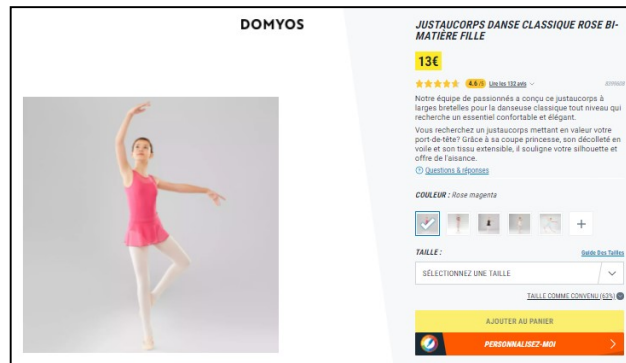 DOMYOS
JUSTAUCORPS DANSE CLASSIQUE ROSE BI-
MATIÈRE FILLE
13€
4.6/5 Lire les 132 avis
Notre équipe de passionnés a conçu ce justaucorps à
larges bretelles pour la danseuse classique tout niveau qui
recherche un essentiel confortable et élégant.
Vous recherchez un justaucorps mettant en valeur votre
port-de-tête? Grâce à sa coupe princesse, son décolleté en
voile et son tissu extensible, il souligne votre silhouette et
offre de l'aisance.
Questions & réponses
COULEUR : Rose magenta
TAILLE :
Guide Des Tailles
SÉLECTIONNEZ UNE TAILLE
TAILLE COMME CONVENU (63%)
AJOUTER AU PANIER
PERSONNALISEZ-MOI